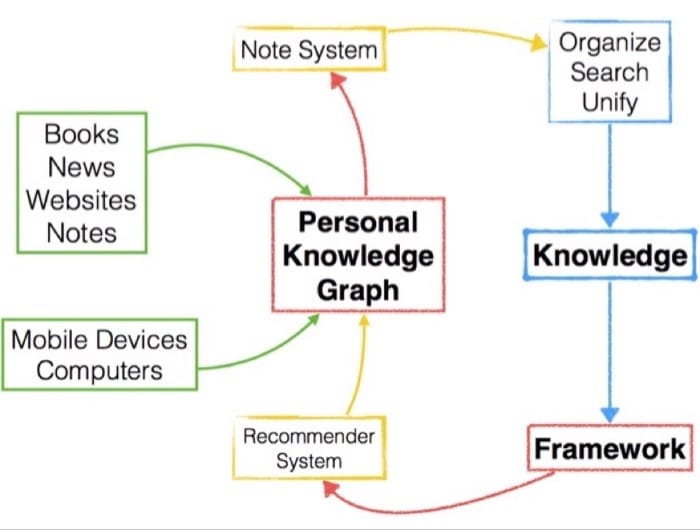 Note System
Organize
Search
Unify
Books
News
Websites
Notes
Personal
Knowledge
Graph
Knowledge
Mobile Devices
Computers
Recommender
System
Framework